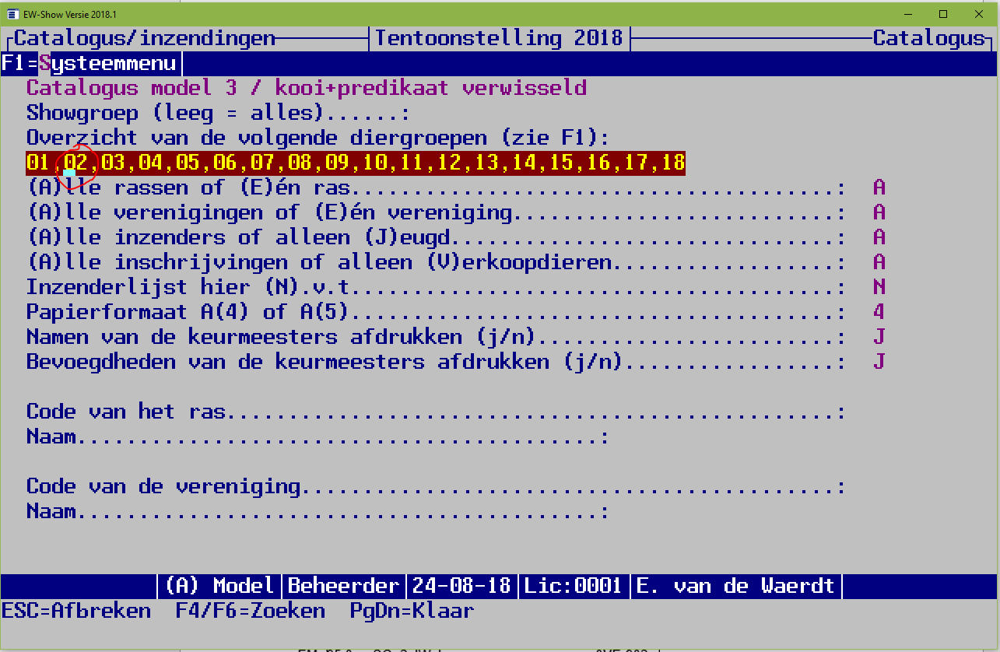 EW-Show Versie 2018.1
Catalogus/inzendingen Tentoonstelling 2018 Catalogus
F1=Systeemmenu
Catalogus model 3 / kooi+predikaat verwisseld
Showgroep (leeg = alles)......:
Overzicht van de volgende diergroepen (zie F1):
01,02,03,04,05,06,07,08,09,10,11,12,13,14,15,16,17,18
(A)lle rassen of (E)én ras.......................................: A
(A)lle verenigingen of (E)én vereniging..........................: A
(A)lle inzenders of alleen (J)eugd...............................: A
(A)lle inschrijvingen of alleen (V)erkoopdieren..................: A
Inzenderlijst hier (N).v.t.......................................: N
Papierformaat A(4) of A(5).......................................: 4
Namen van de keurmeesters afdrukken (j/n)........................: J
Bevoegdheden van de keurmeesters afdrukken (j/n).................: J
Code van het ras.................................................:
Naam..........................................:
Code van de vereniging...........................................:
Naam..........................................:
(A) Model Beheerder 24-08-18 Lic:0001 E. van de Waerdt
ESC=Afbreken F4/F6=Zoeken PgDn=Klaar